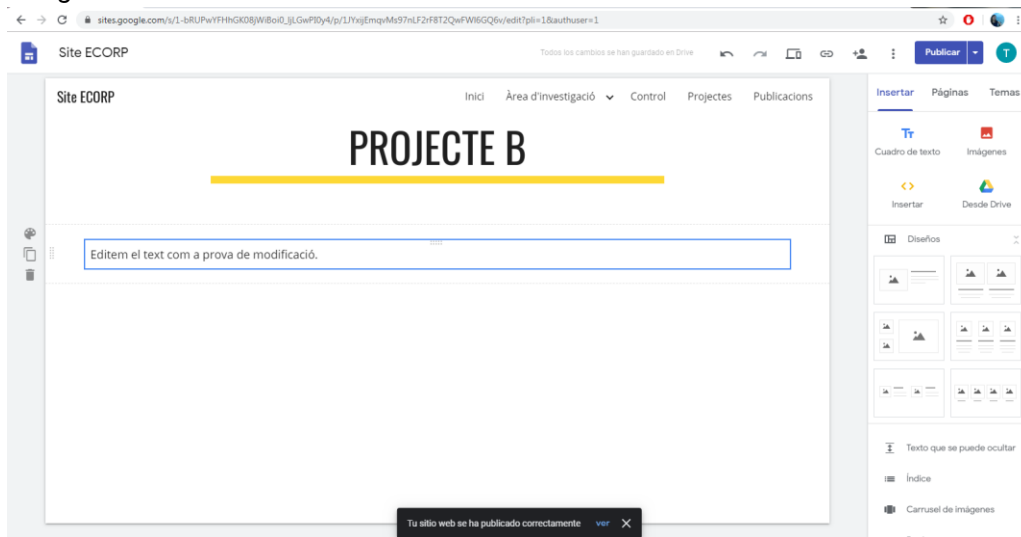 sites.google.com/s/1-bRUPwYFHhGK08jWiBoi0_ljLGwPI0y4/p/1JYxijEmqvMs97nLF2rF8T2QwFWI6GQ6v/edit?pli=1&authuser=1
Site ECORP
Todos los cambios se han guardado en Drive
Publicar
T
Site ECORP
Inici Àrea d'investigació Control Projectes Publicacions
Insertar Páginas Temas
PROJECTE B
Tт
Cuadro de texto Imágenes
Insertar Desde Drive
Editem el text com a prova de modificació.
Diseños
Texto que se puede ocultar
Índice
Carrusel de imágenes
Tu sitio web se ha publicado correctamente ver